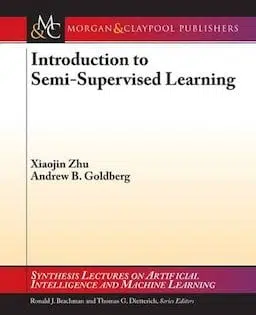 M&C
MORGAN & CLAYPOOL PUBLISHERS
Introduction to
Semi-Supervised Learning
Xiaojin Zhu
Andrew B. Goldberg
SYNTHESIS LECTURES ON ARTIFICIAL
INTELLIGENCE AND MACHINE LEARNING
Ronald J. Brachman and Thomas G. Dietterich, Series Editors